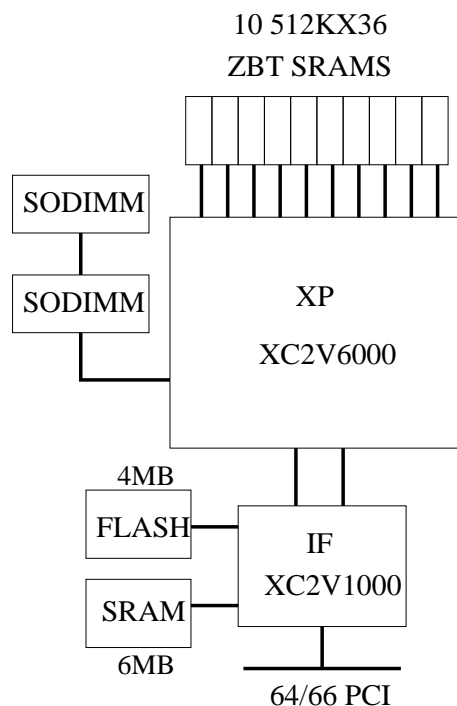 10 512KX36
ZBT SRAMS
SODIMM
SODIMM
XP
XC2V6000
4MB
FLASH
IF
XC2V1000
SRAM
6MB
64/66 PCI